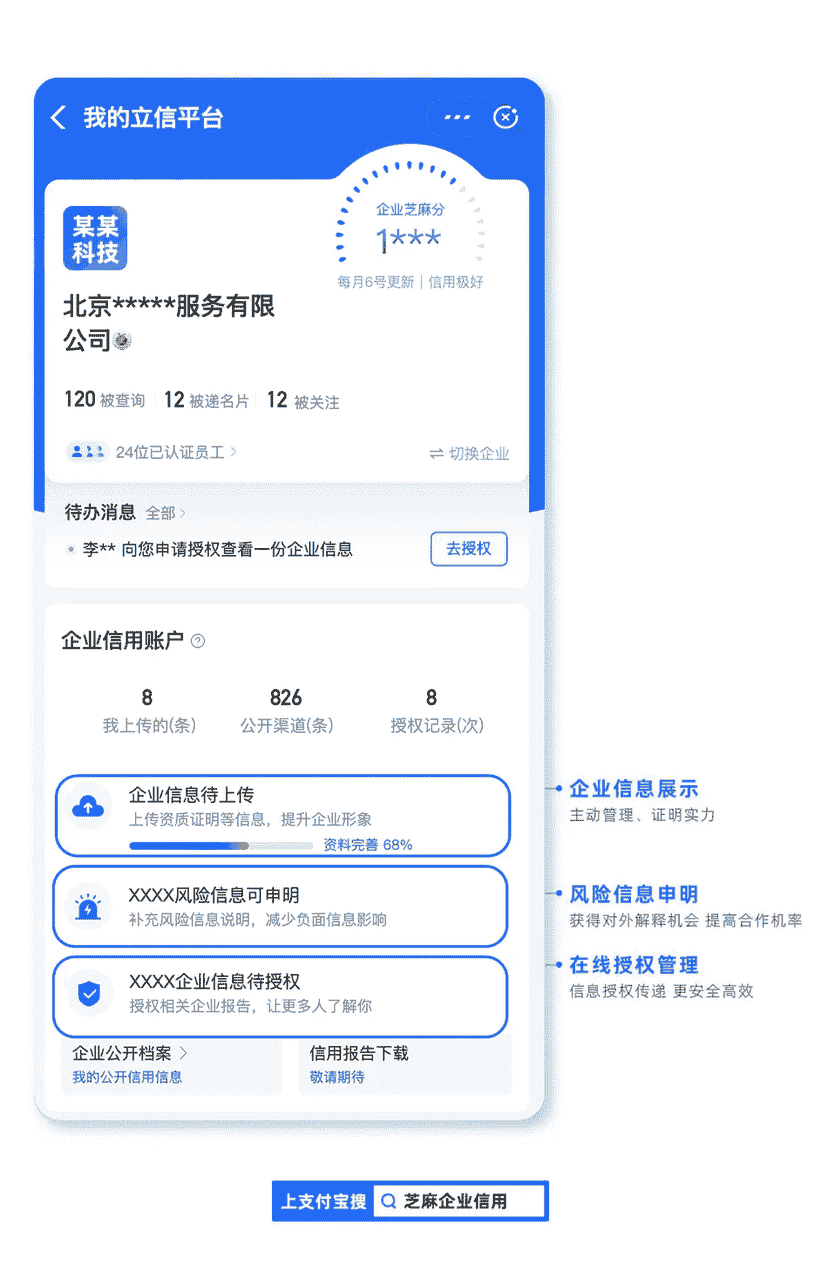 我的立信平台
某某
科技
企业芝麻分
1***
每月6号更新｜信用极好
北京*****服务有限
公司
120 被查询 12 被递名片 12 被关注
24位已认证员工 >
切换企业
待办消息 全部 >
李** 向您申请授权查看一份企业信息
去授权
企业信用账户
8 826 8
我上传的(条) 公开渠道(条) 授权记录(次)
企业信息待上传
上传资质证明等信息，提升企业形象
资料完善 68%
XXXX风险信息可申明
补充风险信息说明，减少负面信息影响
XXXX企业信息待授权
授权相关企业报告，让更多人了解你
企业公开档案 >
我的公开信用信息
信用报告下载
敬请期待
企业信息展示
主动管理、证明实力
风险信息申明
获得对外解释机会 提高合作机率
在线授权管理
信息授权传递 更安全高效
上支付宝搜 芝麻企业信用